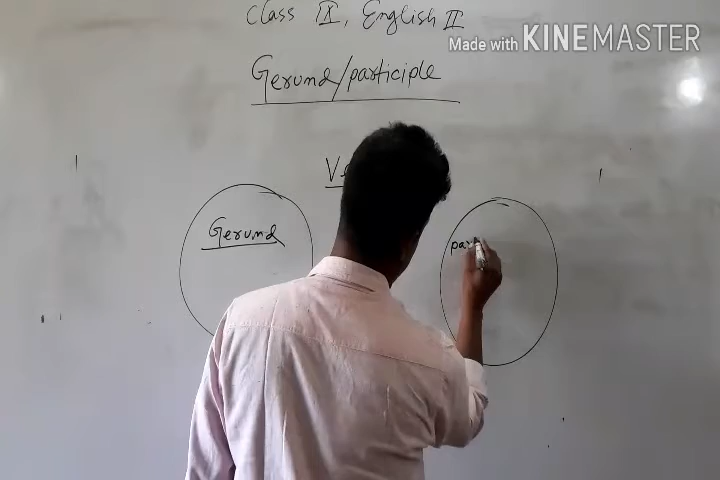 Class IX, English II
Made with KINEMASTER
Gerund/participle
Gerund